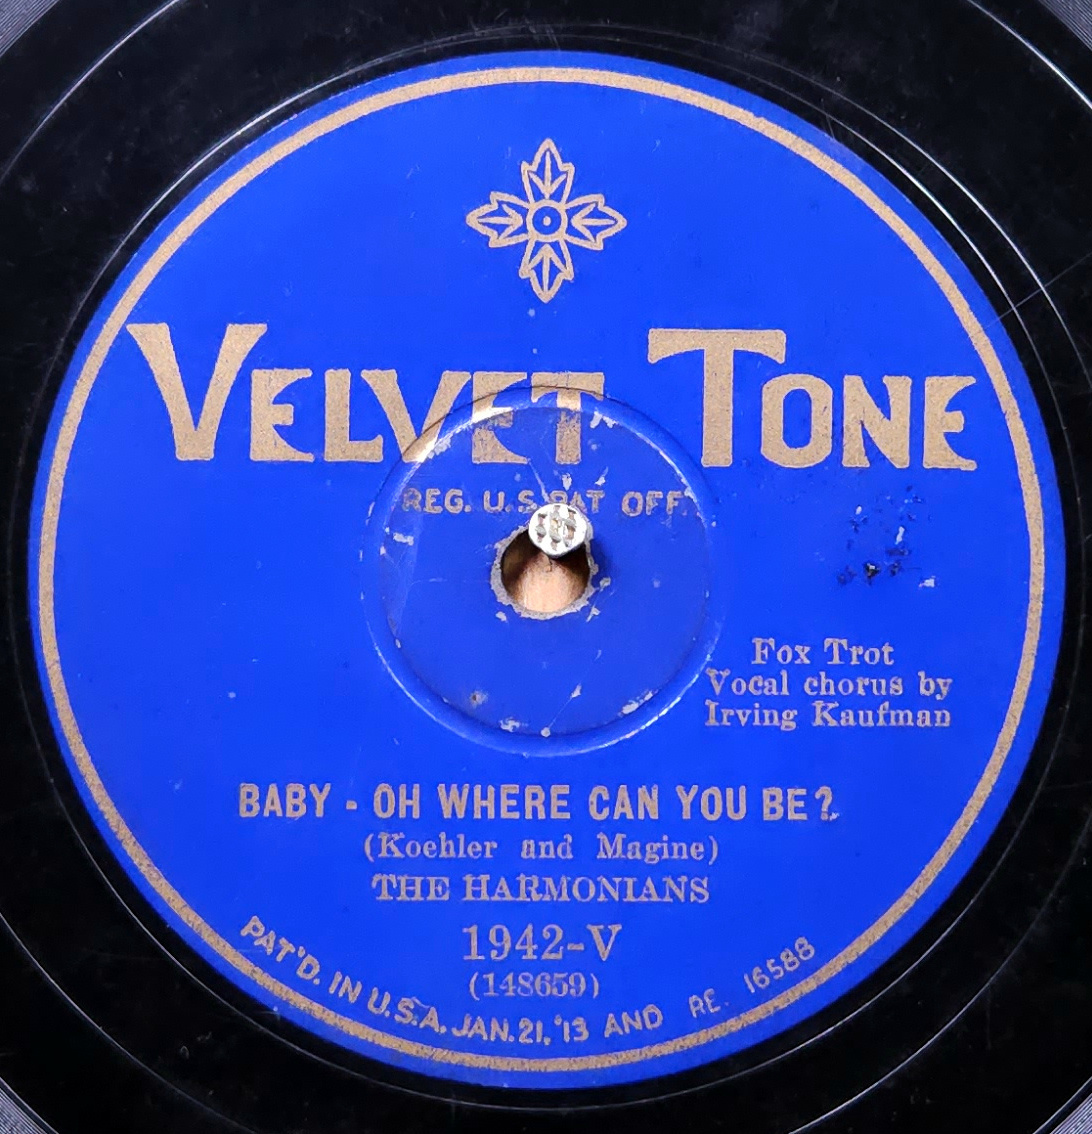 VELVET TONE
REG. U.S. PAT OFF.
Fox Trot
Vocal chorus by
Irving Kaufman
BABY - OH WHERE CAN YOU BE?
(Koehler and Magine)
THE HARMONIANS
1942-V
(148659)
PAT'D. IN U.S.A. JAN. 21, '13 AND RE. 16588